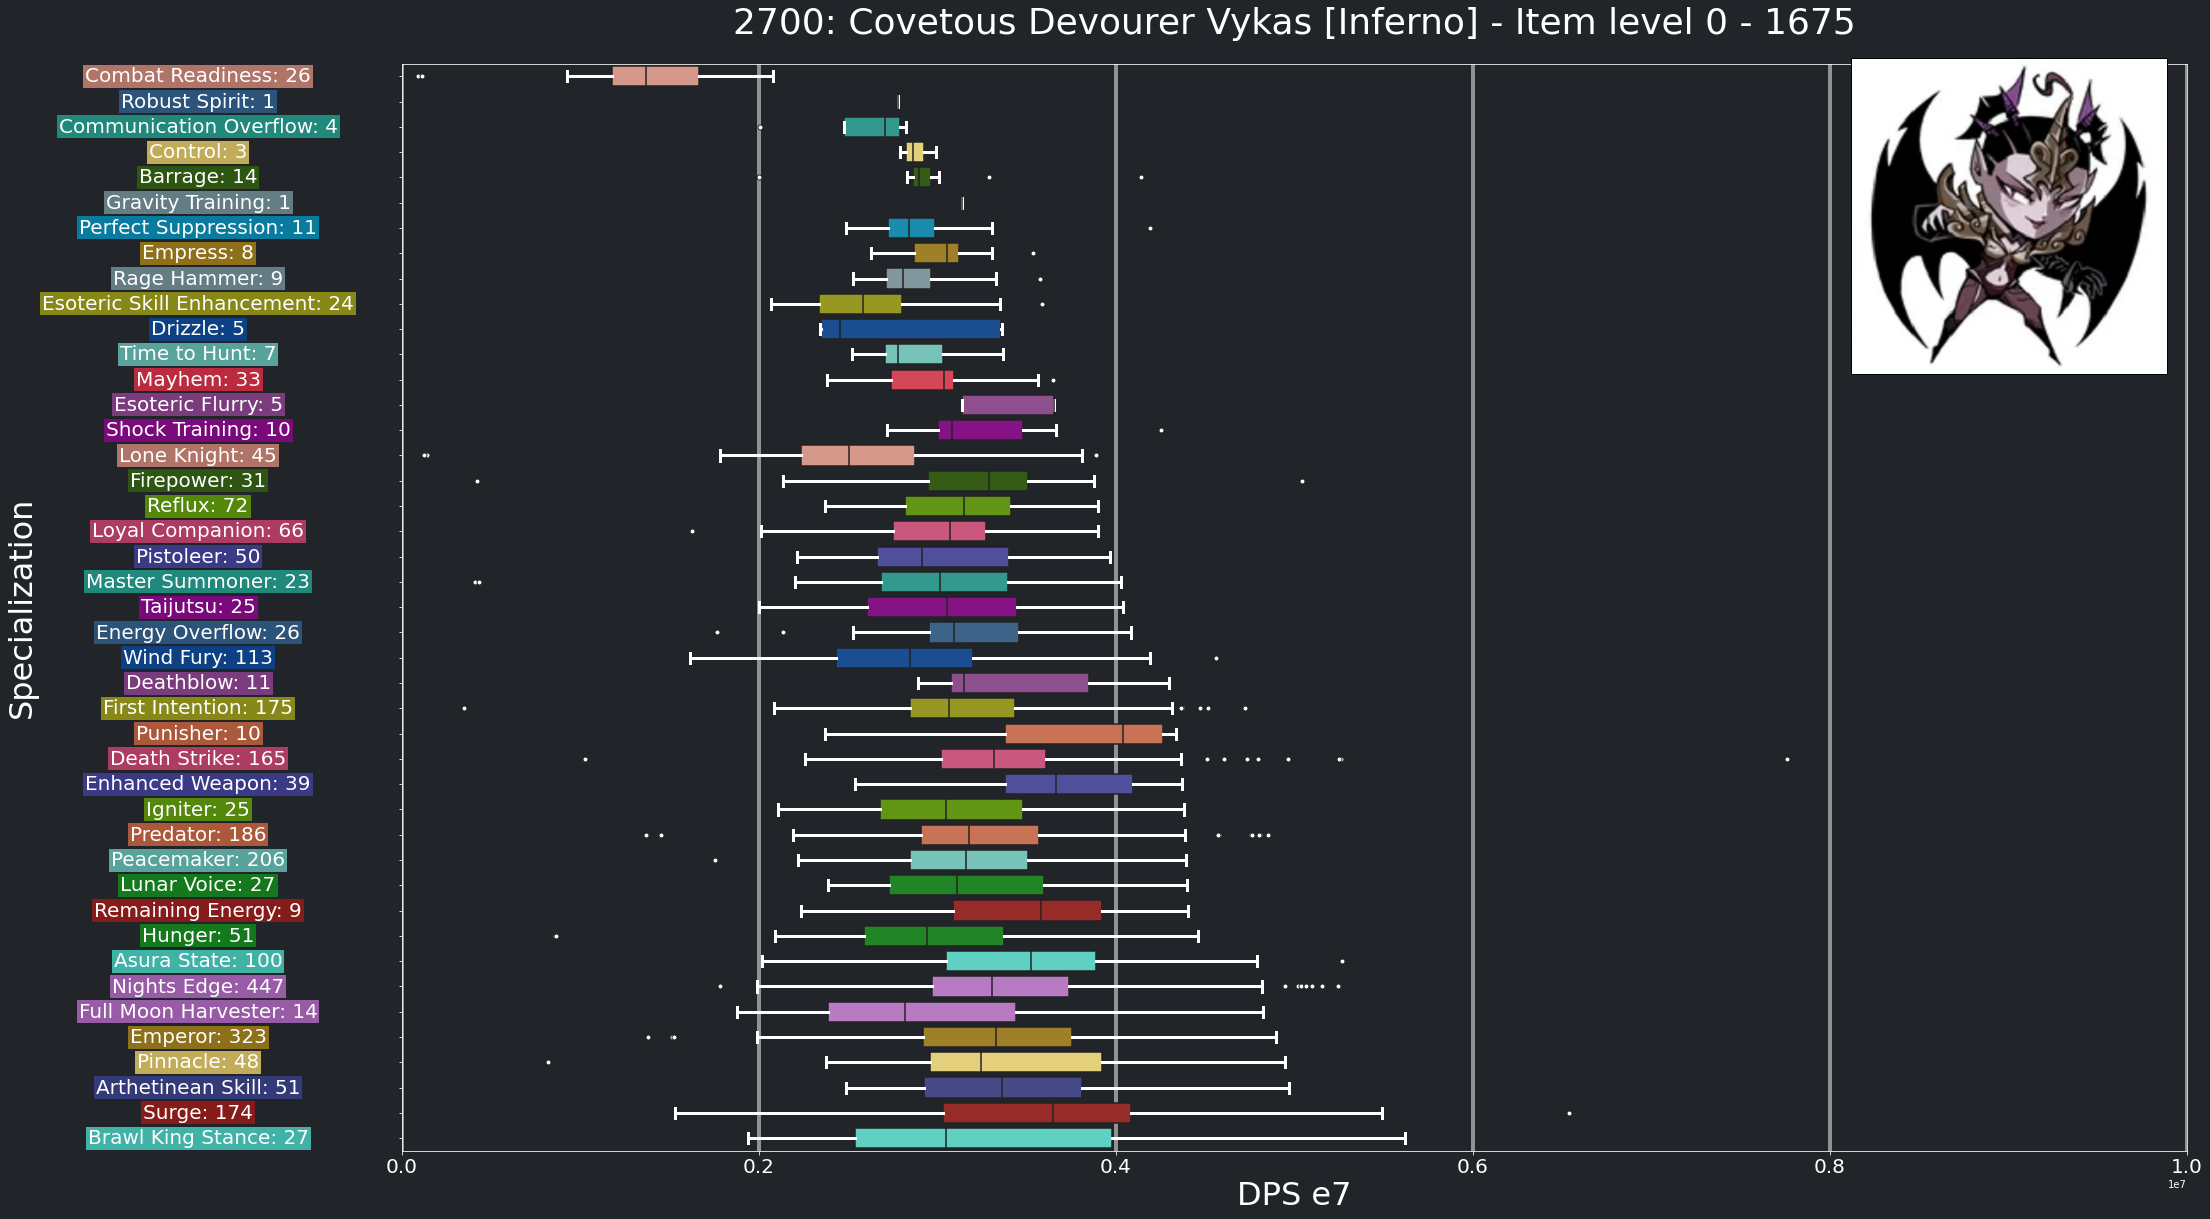 2700: Covetous Devourer Vykas [Inferno] - Item level 0 - 1675
Specialization
Combat Readiness: 26
Robust Spirit: 1
Communication Overflow: 4
Control: 3
Barrage: 14
Gravity Training: 1
Perfect Suppression: 11
Empress: 8
Rage Hammer: 9
Esoteric Skill Enhancement: 24
Drizzle: 5
Time to Hunt: 7
Mayhem: 33
Esoteric Flurry: 5
Shock Training: 10
Lone Knight: 45
Firepower: 31
Reflux: 72
Loyal Companion: 66
Pistoleer: 50
Master Summoner: 23
Taijutsu: 25
Energy Overflow: 26
Wind Fury: 113
Deathblow: 11
First Intention: 175
Punisher: 10
Death Strike: 165
Enhanced Weapon: 39
Igniter: 25
Predator: 186
Peacemaker: 206
Lunar Voice: 27
Remaining Energy: 9
Hunger: 51
Asura State: 100
Nights Edge: 447
Full Moon Harvester: 14
Emperor: 323
Pinnacle: 48
Arthetinean Skill: 51
Surge: 174
Brawl King Stance: 27
0.0 0.2 0.4 0.6 0.8 1.0
1e7
DPS e7